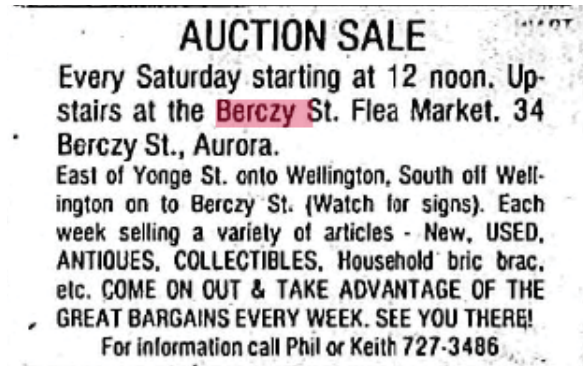 AUCTION SALE
Every Saturday starting at 12 noon. Up-
stairs at the Berczy St. Flea Market. 34
Berczy St., Aurora.
East of Yonge St. onto Wellington, South off Well-
ington on to Berczy St. (Watch for signs). Each
week selling a variety of articles - New, USED,
ANTIQUES, COLLECTIBLES, Household bric brac,
etc. COME ON OUT & TAKE ADVANTAGE OF THE
GREAT BARGAINS EVERY WEEK. SEE YOU THERE!
For information call Phil or Keith 727-3486